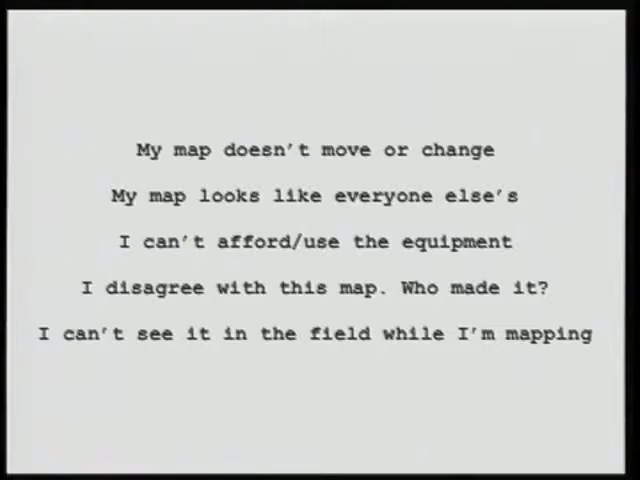 My map doesn't move or change
My map looks like everyone else's
I can't afford/use the equipment
I disagree with this map. Who made it?
I can't see it in the field while I'm mapping